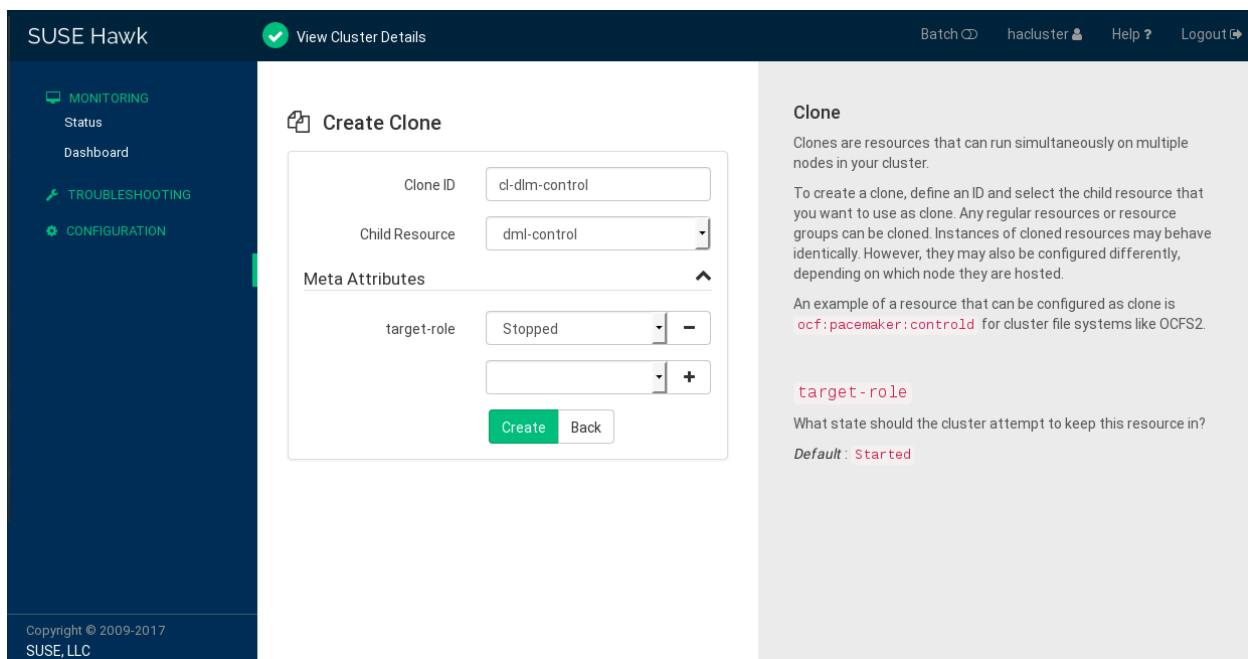 SUSE Hawk
View Cluster Details
Batch
hacluster
Help ?
Logout
MONITORING
Status
Dashboard
TROUBLESHOOTING
CONFIGURATION
Copyright © 2009-2017
SUSE, LLC
Create Clone
Clone ID
cl-dlm-control
Child Resource
dml-control
Meta Attributes
target-role
Stopped
Create
Back
Clone
Clones are resources that can run simultaneously on multiple
nodes in your cluster.
To create a clone, define an ID and select the child resource that
you want to use as clone. Any regular resources or resource
groups can be cloned. Instances of cloned resources may behave
identically. However, they may also be configured differently,
depending on which node they are hosted.
An example of a resource that can be configured as clone is
ocf:pacemaker:controld for cluster file systems like OCFS2.
target-role
What state should the cluster attempt to keep this resource in?
Default : Started